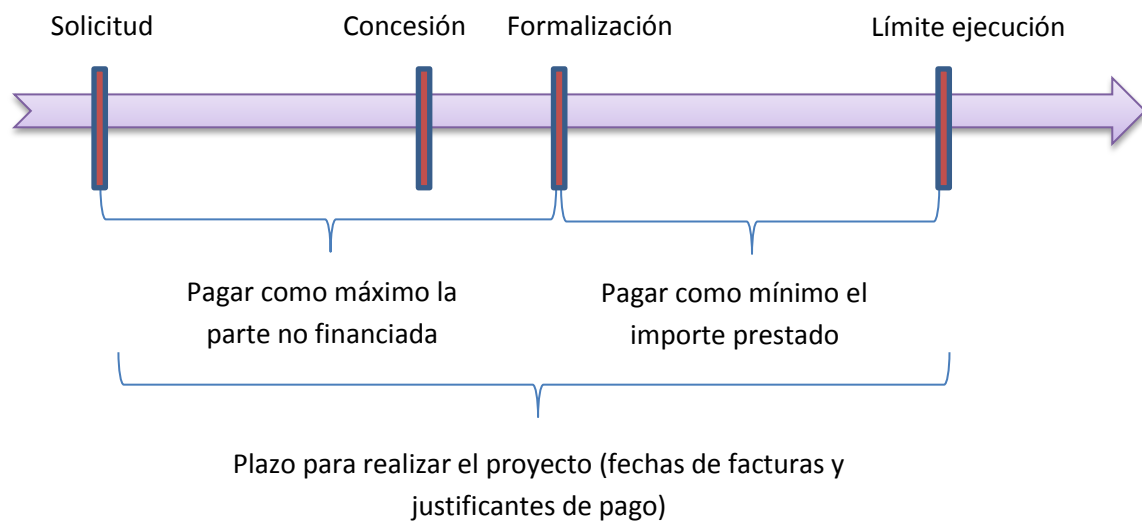 Solicitud
Concesión
Formalización
Límite ejecución
Pagar como máximo la
parte no financiada
Pagar como mínimo el
importe prestado
Plazo para realizar el proyecto (fechas de facturas y
justificantes de pago)